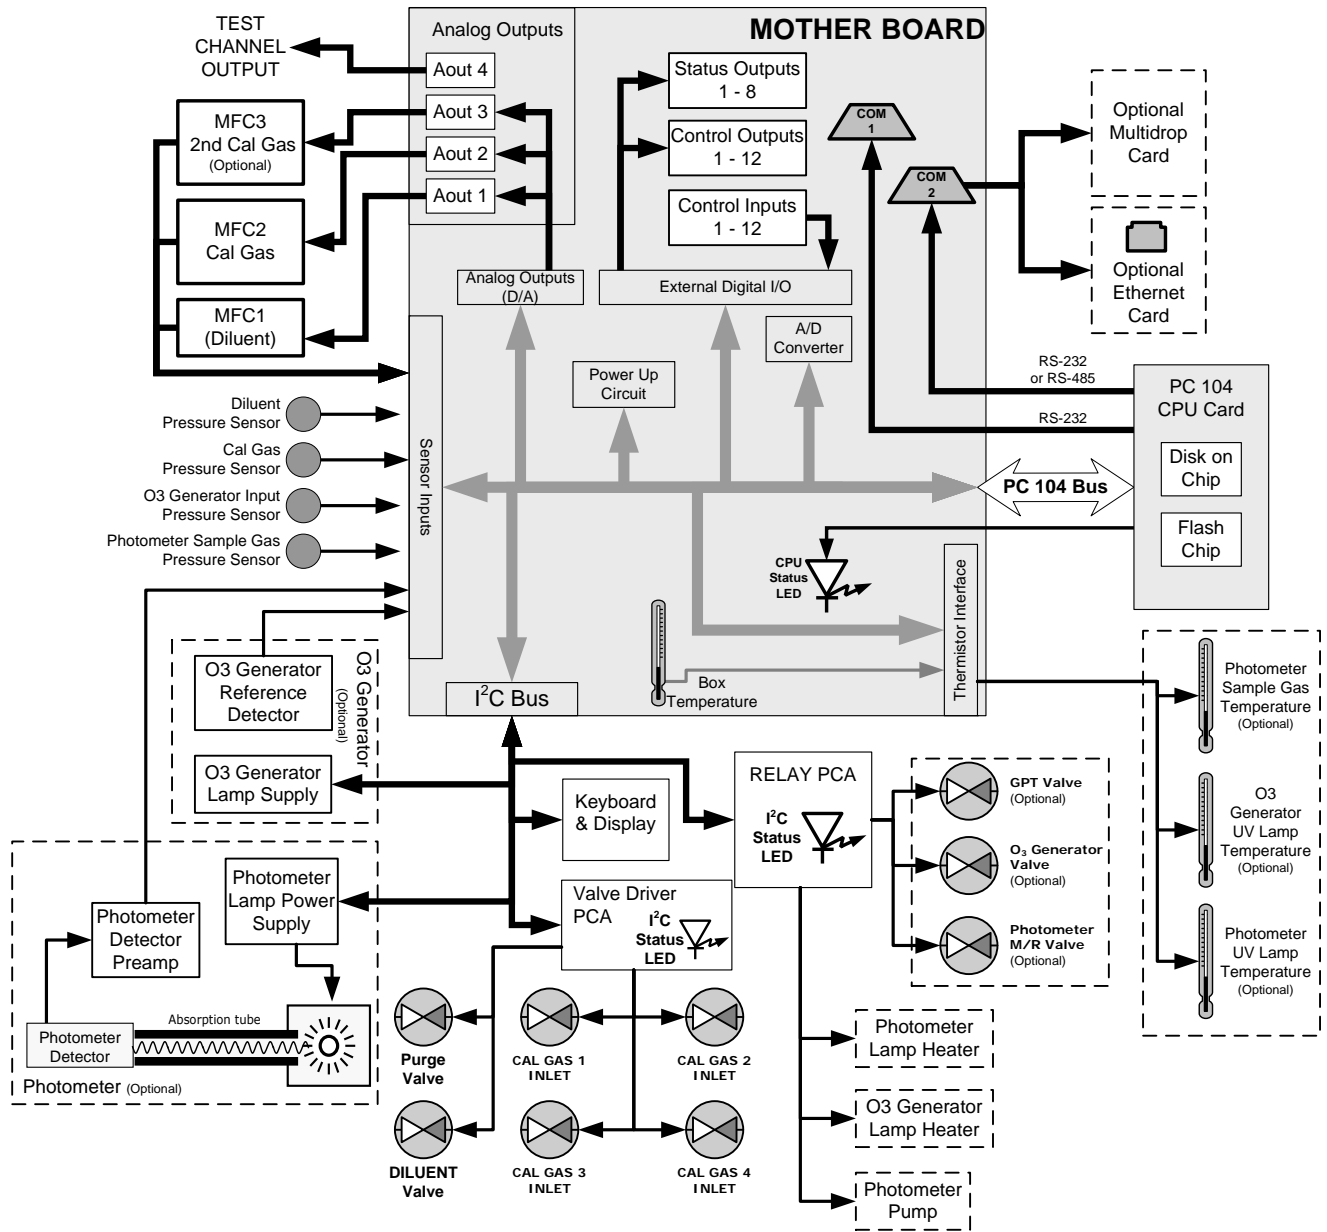 TEST
CHANNEL
OUTPUT
Analog Outputs
MOTHER BOARD
Aout 4
Aout 3
Aout 2
Aout 1
MFC3
2nd Cal Gas
(Optional)
MFC2
Cal Gas
MFC1
(Diluent)
Status Outputs
1 - 8
Control Outputs
1 - 12
Control Inputs
1 - 12
COM
1
COM
2
Optional
Multidrop
Card
Optional
Ethernet
Card
Analog Outputs
(D/A)
External Digital I/O
A/D
Converter
Power Up
Circuit
RS-232
or RS-485
RS-232
PC 104
CPU Card
Disk on
Chip
Flash
Chip
PC 104 Bus
Diluent
Pressure Sensor
Cal Gas
Pressure Sensor
O3 Generator Input
Pressure Sensor
Photometer Sample Gas
Pressure Sensor
Sensor Inputs
CPU
Status
LED
Thermistor Interface
Box
Temperature
I2C Bus
O3 Generator
Reference
Detector
(Optional)
O3 Generator
O3 Generator
Lamp Supply
Photometer
Sample Gas
Temperature
(Optional)
O3
Generator
UV Lamp
Temperature
(Optional)
Photometer
UV Lamp
Temperature
(Optional)
Keyboard
& Display
RELAY PCA
I2C
Status
LED
GPT Valve
(Optional)
O3 Generator
Valve
(Optional)
Photometer
M/R Valve
(Optional)
Valve Driver
PCA
I2C
Status
LED
Photometer
Lamp Power
Supply
Photometer
Detector
Preamp
Absorption tube
Photometer
Detector
Photometer (Optional)
Purge
Valve
CAL GAS 1
INLET
CAL GAS 2
INLET
DILUENT
Valve
CAL GAS 3
INLET
CAL GAS 4
INLET
Photometer
Lamp Heater
O3 Generator
Lamp Heater
Photometer
Pump